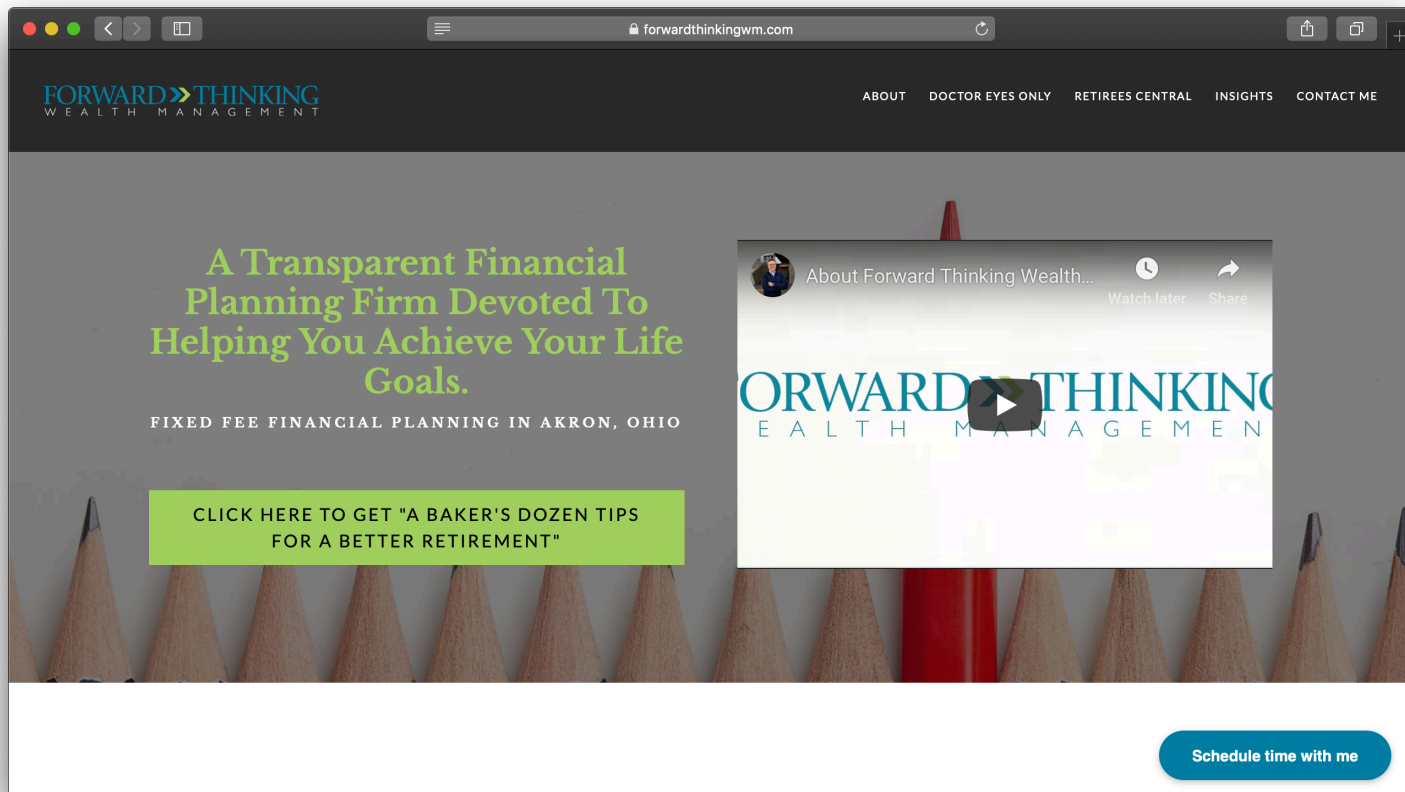 forwardthinkingwm.com
FORWARD THINKING
WEALTH MANAGEMENT
ABOUT DOCTOR EYES ONLY RETIREES CENTRAL INSIGHTS CONTACT ME
A Transparent Financial
Planning Firm Devoted To
Helping You Achieve Your Life
Goals.
FIXED FEE FINANCIAL PLANNING IN AKRON, OHIO
CLICK HERE TO GET "A BAKER'S DOZEN TIPS
FOR A BETTER RETIREMENT"
About Forward Thinking Wealth...
Watch later Share
ORWARD THINKING
EALTH MANAGEMEN
Schedule time with me